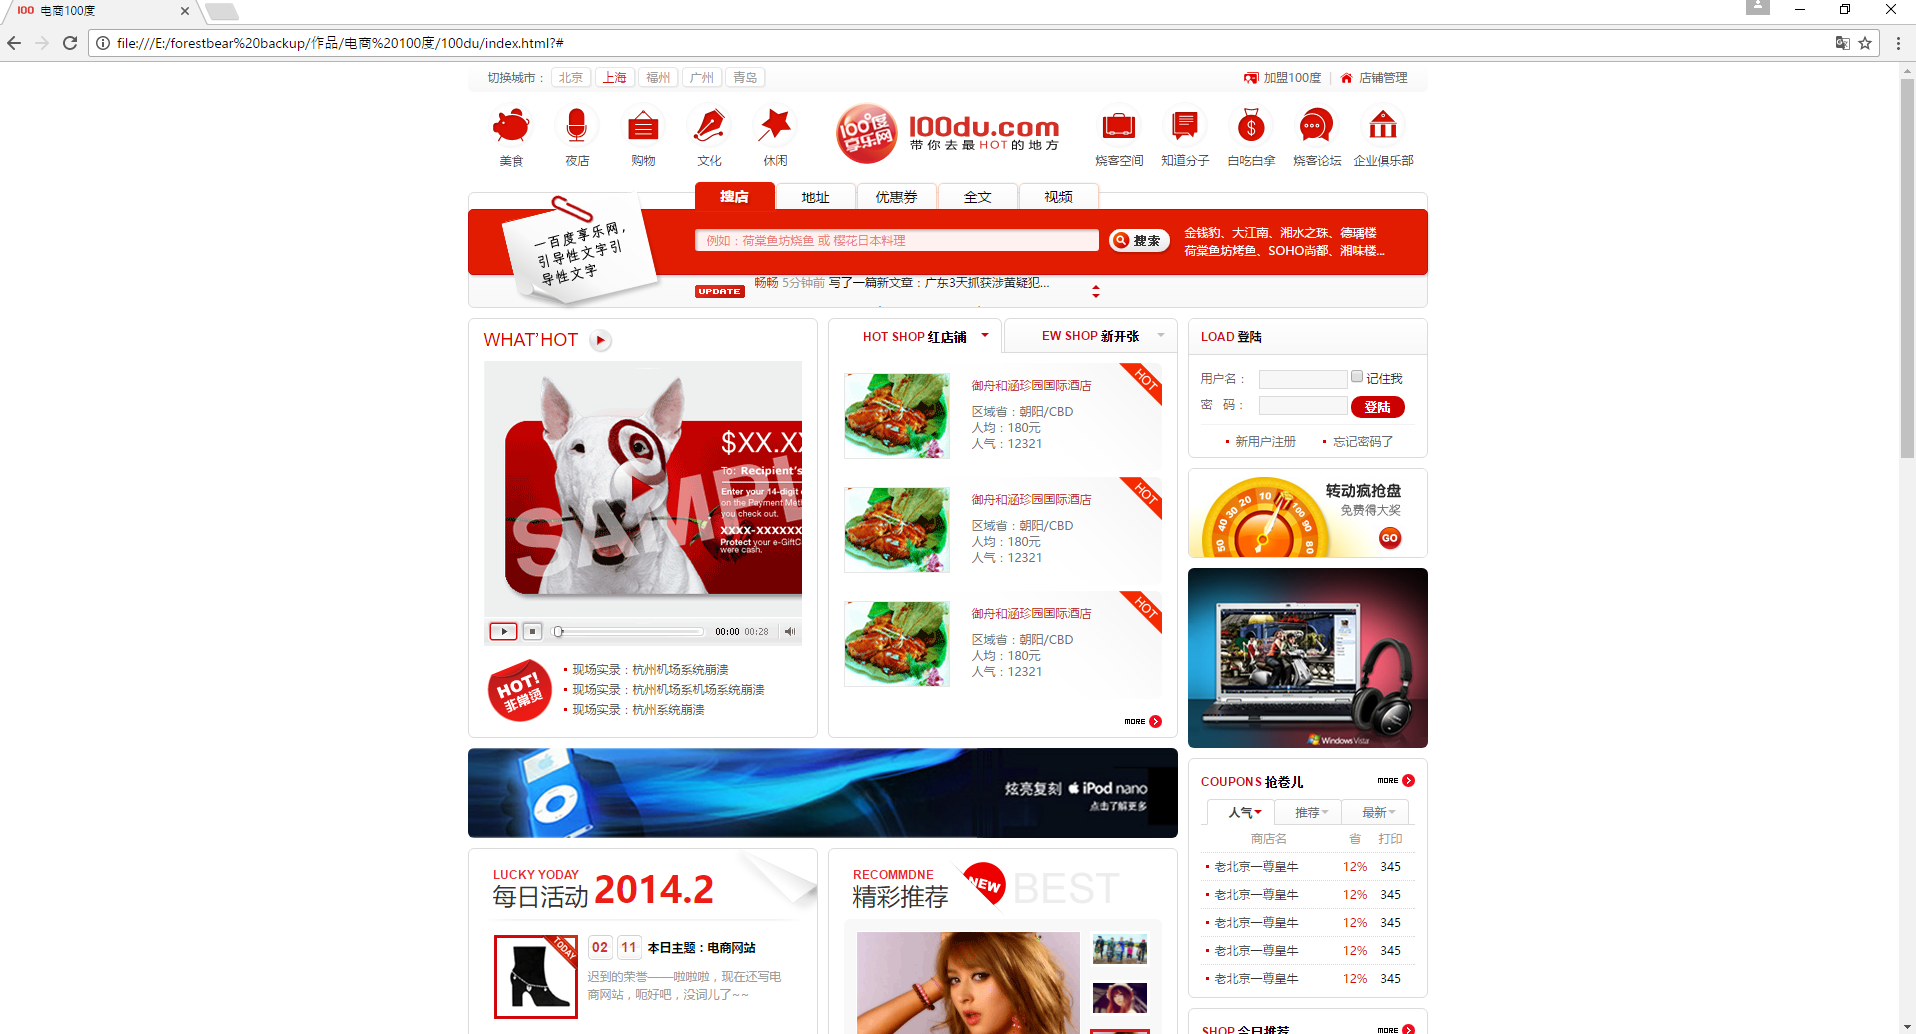 100 电商100度
file:///E:/forestbear%20backup/作品/电商%20100度/100du/index.html?#
切换城市： 北京 上海 福州 广州 青岛
加盟100度 店铺管理
美食 夜店 购物 文化 休闲
100°度
享乐网
100du.com
带你去最HOT的地方
烧客空间 知道分子 白吃白拿 烧客论坛 企业俱乐部
搜店 地址 优惠券 全文 视频
一百度享乐网，
引导性文字引
导性文字
例如：荷棠鱼坊烧鱼 或 樱花日本料理
搜索
金钱豹、大江南、湘水之珠、德瑀楼
荷棠鱼坊烤鱼、SOHO尚都、湘味楼...
UPDATE
畅畅 5分钟前 写了一篇新文章：广东3天抓获涉黄疑犯...
WHAT'HOT
$XX.XX
To: Recipient's
Enter your 14-digit
on the Payment Met
you check out.
XXXX-XXXXXX
Protect your e-GiftC
were cash.
SAMPL
00:00 00:28
HOT!
非常烫
现场实录：杭州机场系统崩溃
现场实录：杭州机场系机场系统崩溃
现场实录：杭州系统崩溃
HOT SHOP 红店铺
EW SHOP 新开张
御舟和涵珍园国际酒店
HOT
区域省：朝阳/CBD
人均：180元
人气：12321
御舟和涵珍园国际酒店
HOT
区域省：朝阳/CBD
人均：180元
人气：12321
御舟和涵珍园国际酒店
HOT
区域省：朝阳/CBD
人均：180元
人气：12321
MORE
LOAD 登陆
用户名：
记住我
密 码：
登陆
新用户注册 忘记密码了
转动疯抢盘
免费得大奖
GO
50 40 30 20 10 100 90 80
Windows Vista
炫亮复刻 iPod nano
点击了解更多
COUPONS 抢卷儿
MORE
人气 推荐 最新
商店名 省 打印
老北京一尊皇牛 12% 345
老北京一尊皇牛 12% 345
老北京一尊皇牛 12% 345
老北京一尊皇牛 12% 345
老北京一尊皇牛 12% 345
SHOP 今日推荐
MORE
LUCKY YODAY
每日活动 2014.2
TODAY
02 11 本日主题：电商网站
迟到的荣誉——啦啦啦，现在还写电
商网站，呃好吧，没词儿了~~
RECOMMDNE
精彩推荐
NEW
BEST